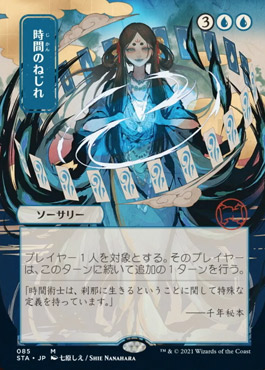 時間のねじれ
じかん
3
ソーサリー
プレイヤー1人を対象とする。そのプレイヤー
は、このターンに続いて追加の1ターンを行う。
「時間術士は、刹那に生きるということに関して特殊な
定義を持っています。」
――千年秘本
085 M
STA・JP 七原しえ / SHIE NANAHARA
™ & © 2021 Wizards of the Coast